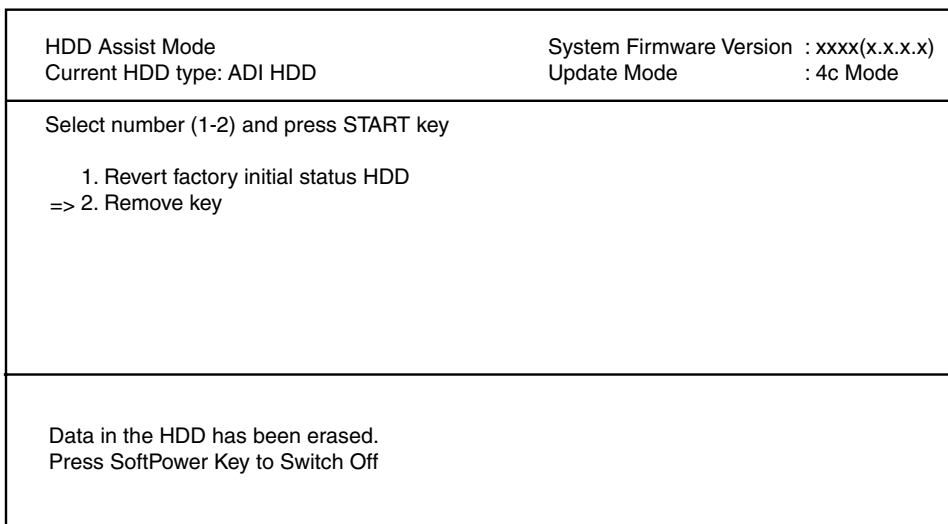 HDD Assist Mode
Current HDD type: ADI HDD
System Firmware Version : xxxx(x.x.x.x)
Update Mode : 4c Mode
Select number (1-2) and press START key
1. Revert factory initial status HDD
=> 2. Remove key
Data in the HDD has been erased.
Press SoftPower Key to Switch Off